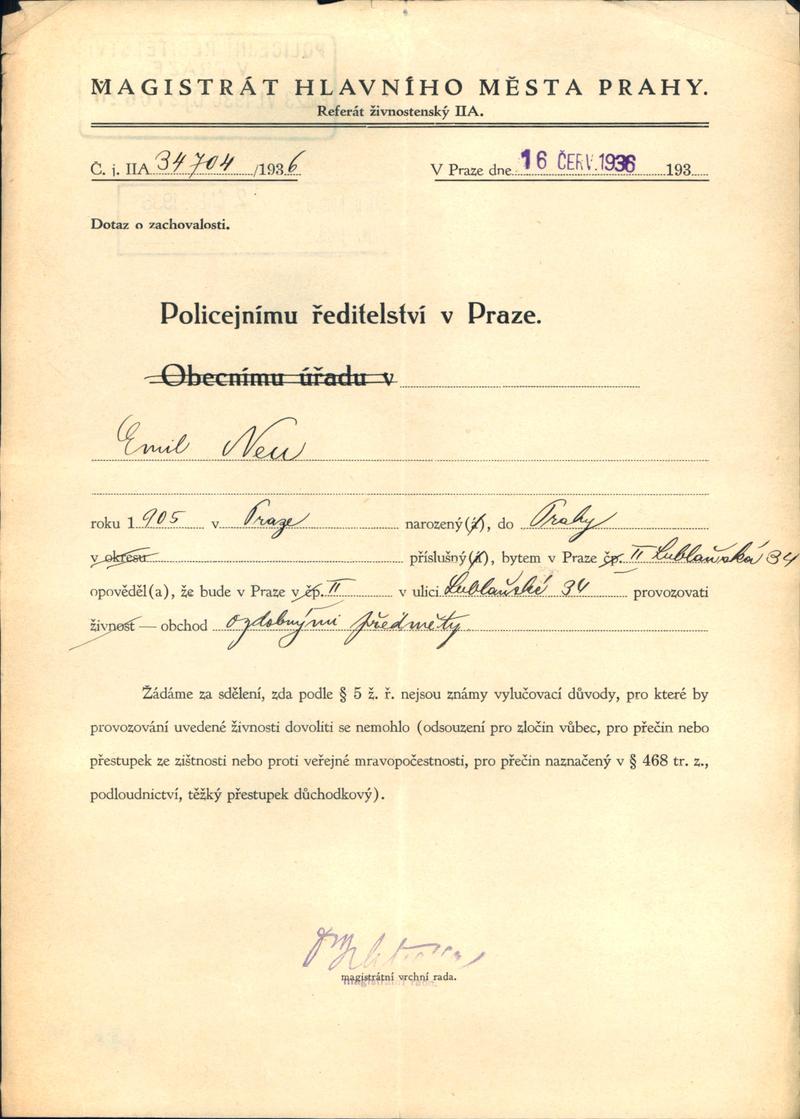 MAGISTRÁT HLAVNÍHO MĚSTA PRAHY.
Referát živnostenský IIA.
Č. j. IIA 34704 /1936
V Praze dne 16 ČERV. 1936 193
Dotaz o zachovalosti.
Policejnímu ředitelství v Praze.
Obecnímu úřadu v
Emil Neu
roku 1905 v Praze narozený(á), do Prahy
v okresu příslušný(á), bytem v Praze čp. II Lublaňská 34
opověděl(a), že bude v Praze v čp. II v ulici Lublaňské 34 provozovati
živnost — obchod ozdobnými předměty
Žádáme za sdělení, zda podle § 5 ž. ř. nejsou známy vylučovací důvody, pro které by
provozování uvedené živnosti dovoliti se nemohlo (odsouzení pro zločin vůbec, pro přečin nebo
přestupek ze zištnosti nebo proti veřejné mravopočestnosti, pro přečin naznačený v § 468 tr. z.,
podloudnictví, těžký přestupek důchodkový).
magistrátní vrchní rada.
magistrátní rada.